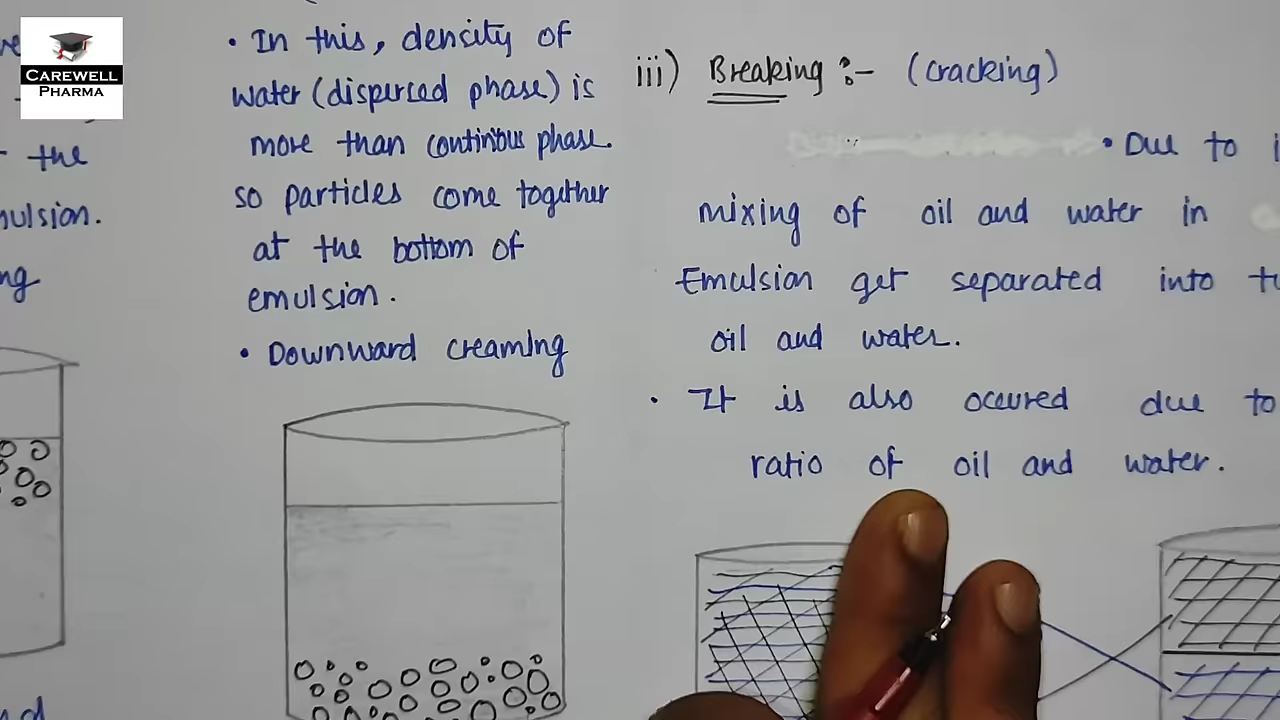 CAREWELL
PHARMA
the
ng
• In this, density of
water (dispersed phase) is
more than continous phase.
so particles come together
at the bottom of
emulsion.
• Downward creaming
iii) Breaking :- (cracking)
• Due to
mixing of oil and water in
Emulsion get separated into
oil and water.
• It is also occured due to
ratio of oil and water.